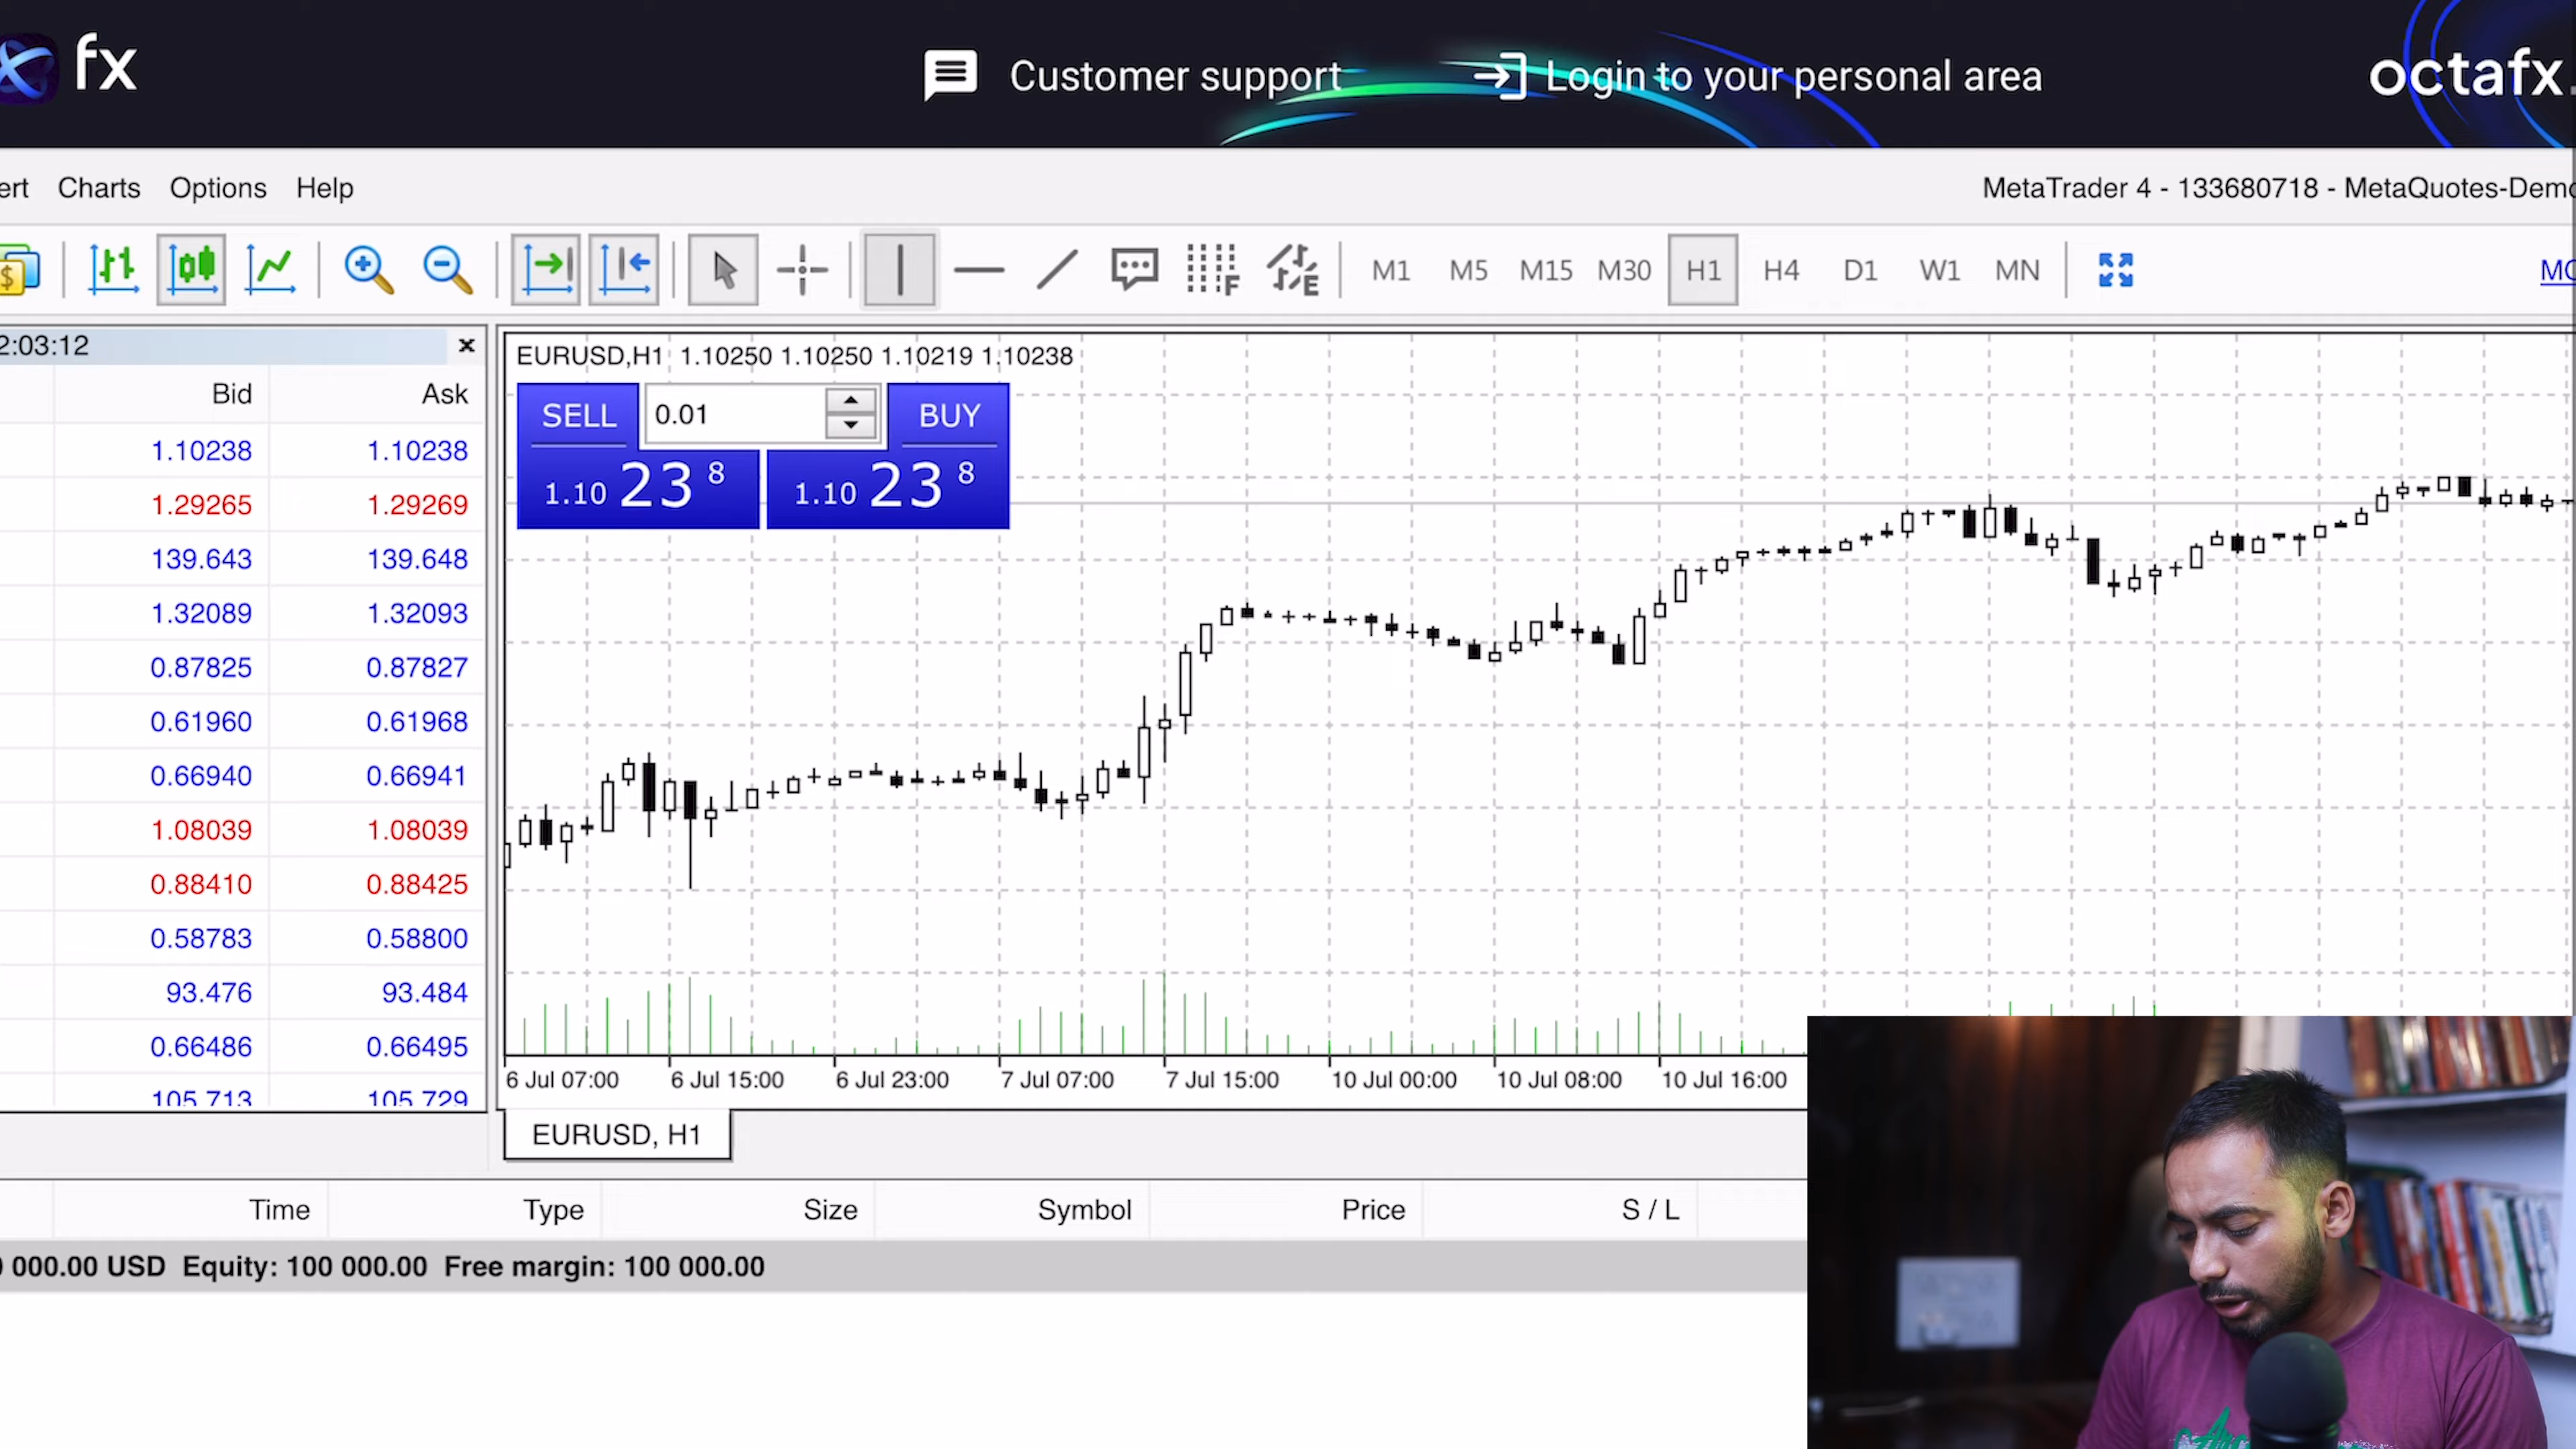 fx
Customer support
Login to your personal area
octafx.
ert Charts Options Help
MetaTrader 4 - 133680718 - MetaQuotes-Demo
M1 M5 M15 M30 H1 H4 D1 W1 MN
2:03:12
Bid Ask
1.10238 1.10238
1.29265 1.29269
139.643 139.648
1.32089 1.32093
0.87825 0.87827
0.61960 0.61968
0.66940 0.66941
1.08039 1.08039
0.88410 0.88425
0.58783 0.58800
93.476 93.484
0.66486 0.66495
105.713 105.729
EURUSD,H1 1.10250 1.10250 1.10219 1.10238
SELL 0.01 BUY
1.10 23 8 1.10 23 8
6 Jul 07:00 6 Jul 15:00 6 Jul 23:00 7 Jul 07:00 7 Jul 15:00 10 Jul 00:00 10 Jul 08:00 10 Jul 16:00
EURUSD, H1
Time Type Size Symbol Price S / L
000.00 USD Equity: 100 000.00 Free margin: 100 000.00